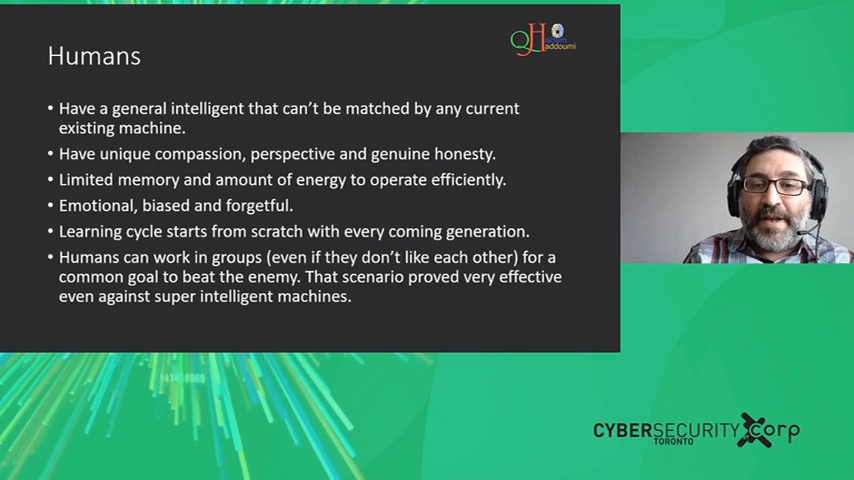 Humans
QHaitham
Qaddoumi
• Have a general intelligent that can't be matched by any current
existing machine.
• Have unique compassion, perspective and genuine honesty.
• Limited memory and amount of energy to operate efficiently.
• Emotional, biased and forgetful.
• Learning cycle starts from scratch with every coming generation.
• Humans can work in groups (even if they don't like each other) for a
common goal to beat the enemy. That scenario proved very effective
even against super intelligent machines.
CYBERSECURITY Xcorp
TORONTO